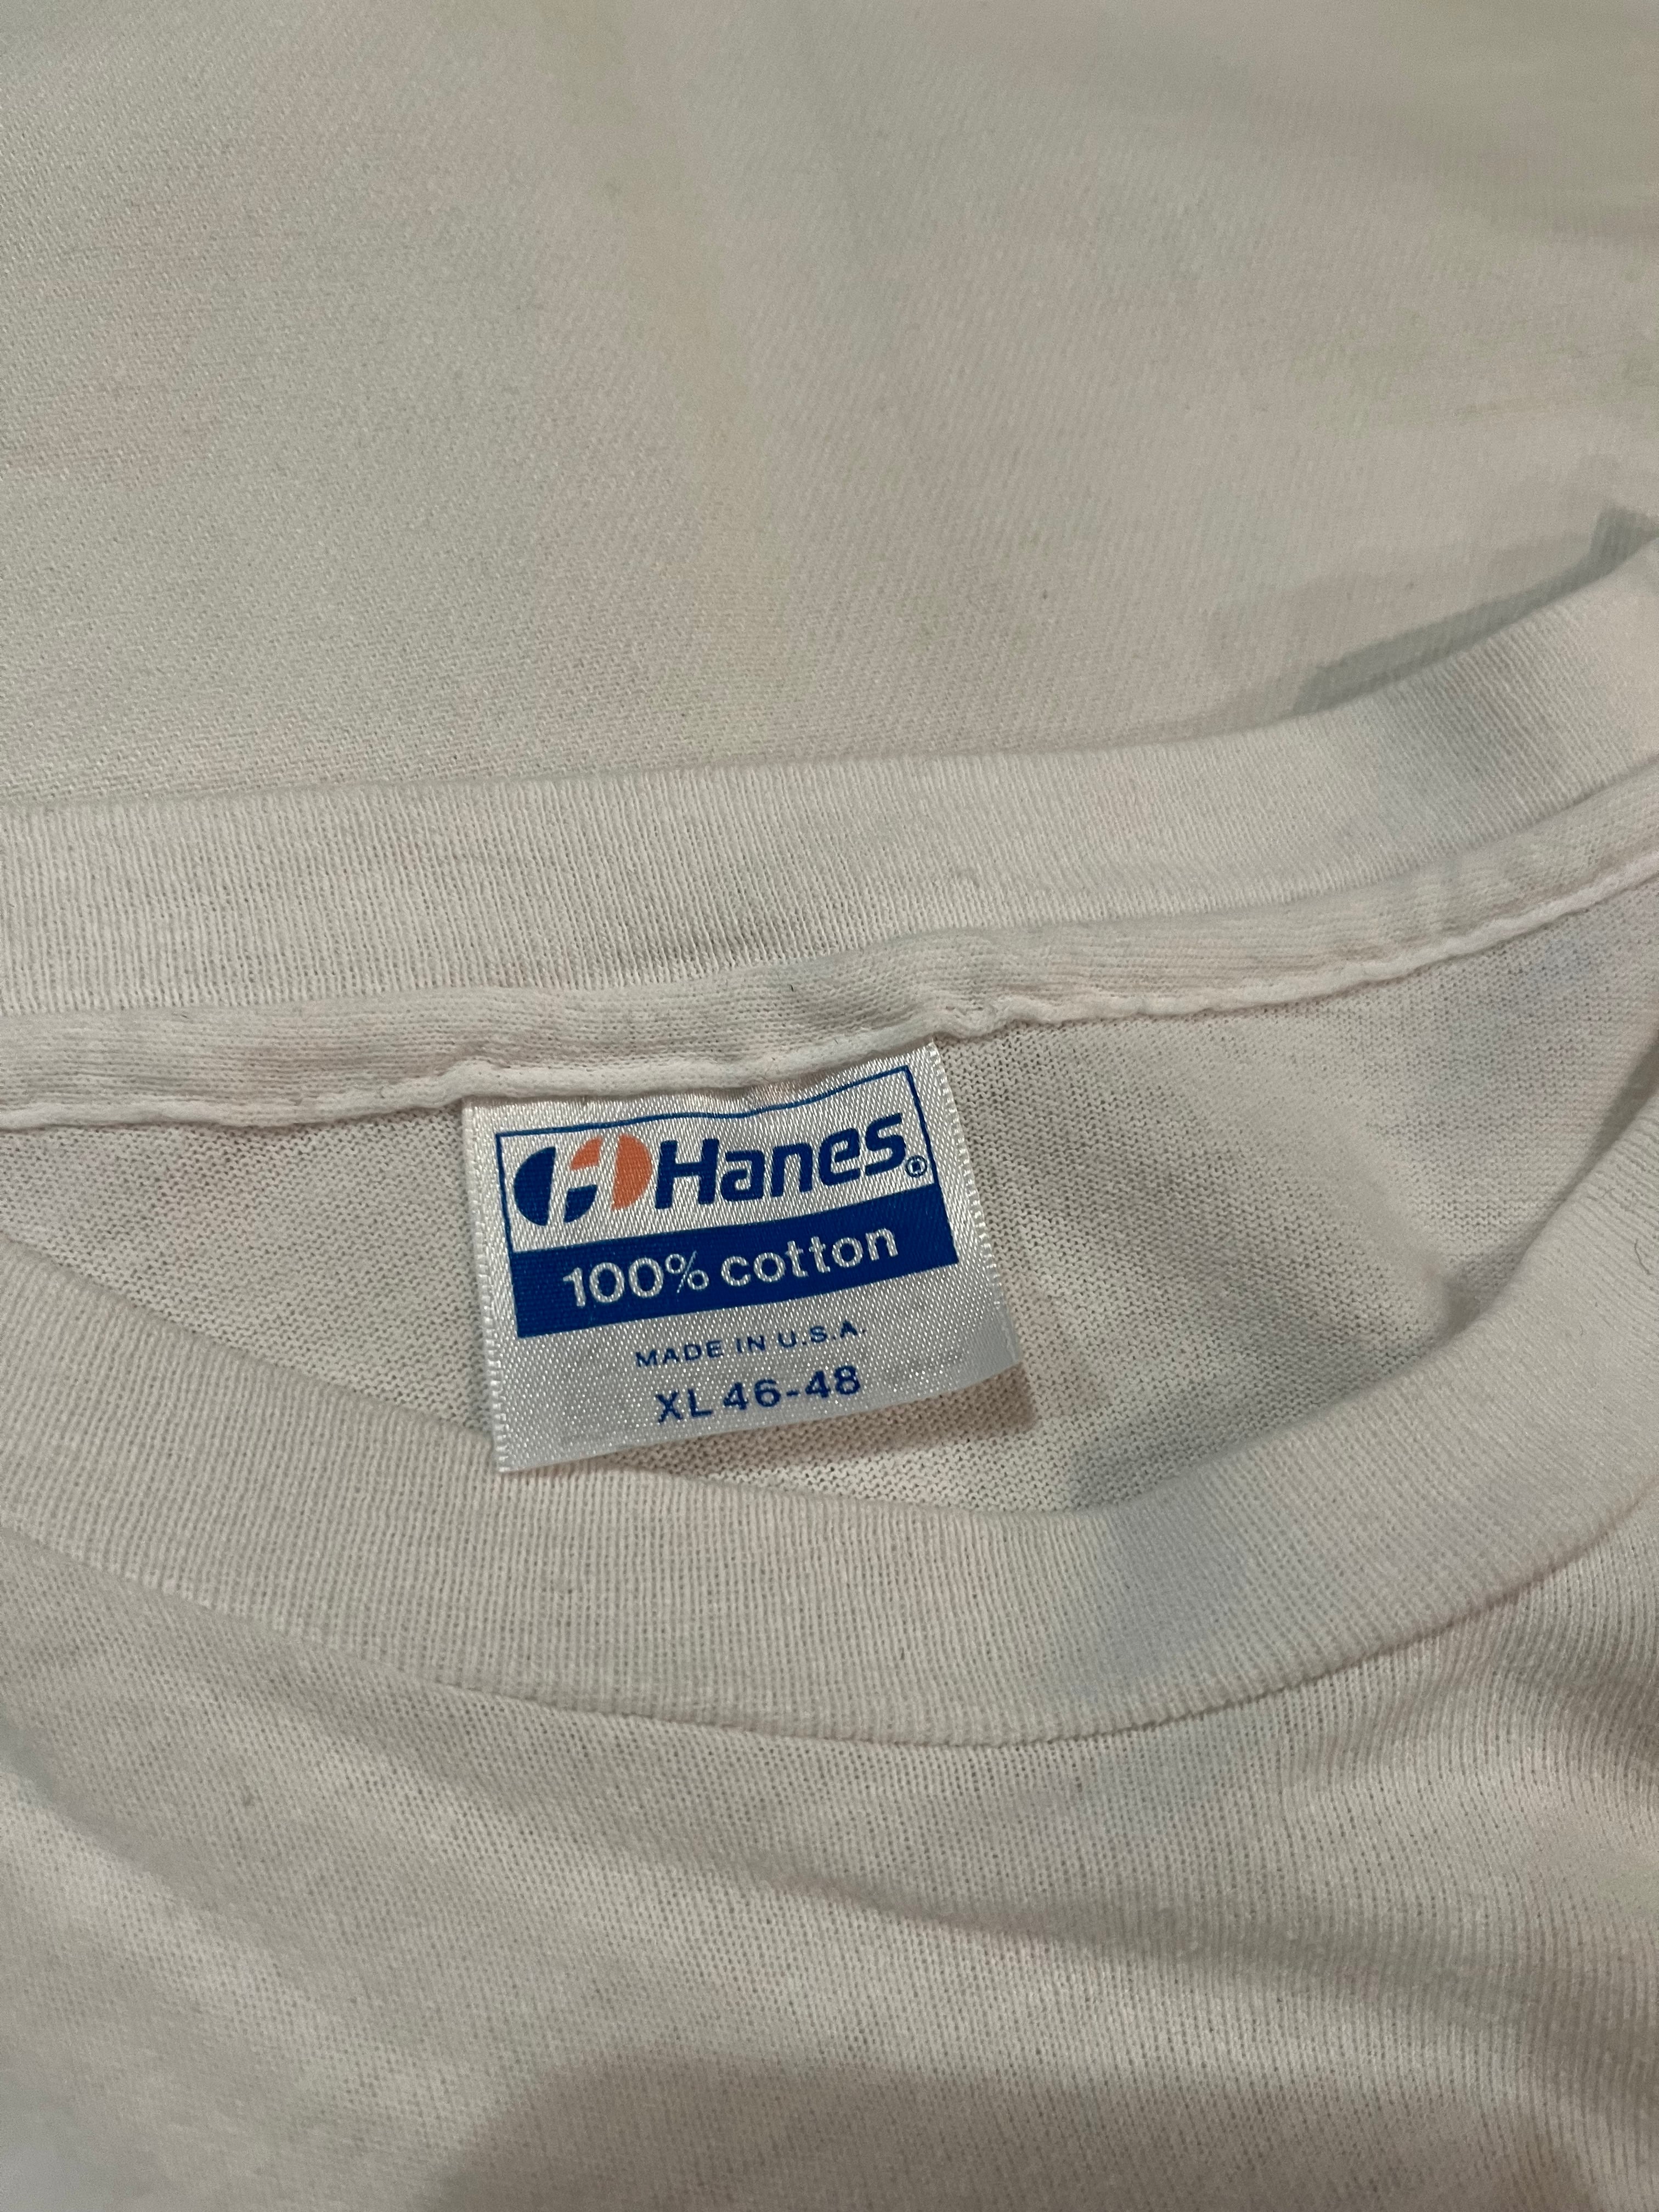 Hanes®
100% cotton
MADE IN U.S.A.
XL 46-48